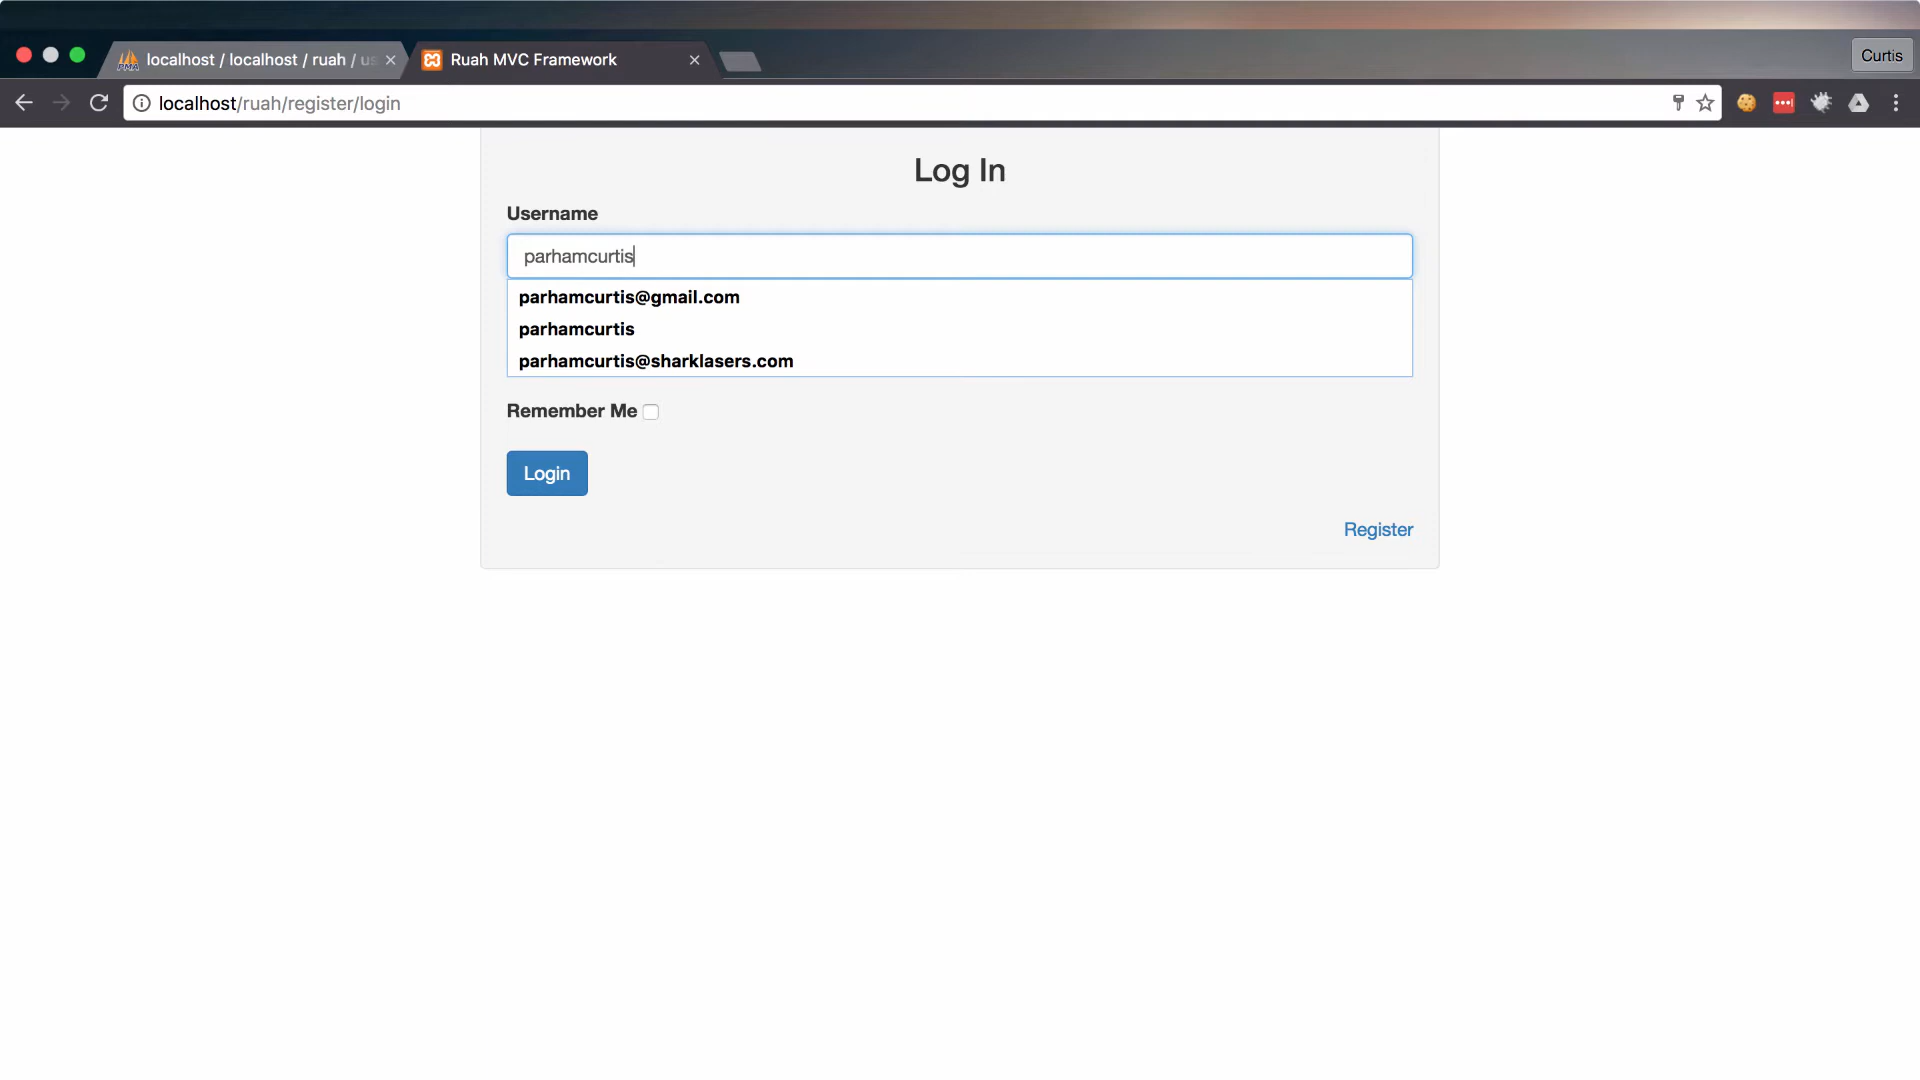 localhost / localhost / ruah / us
Ruah MVC Framework
Curtis
localhost/ruah/register/login
Log In
Username
parhamcurtis
parhamcurtis@gmail.com
parhamcurtis
parhamcurtis@sharklasers.com
Remember Me
Login
Register